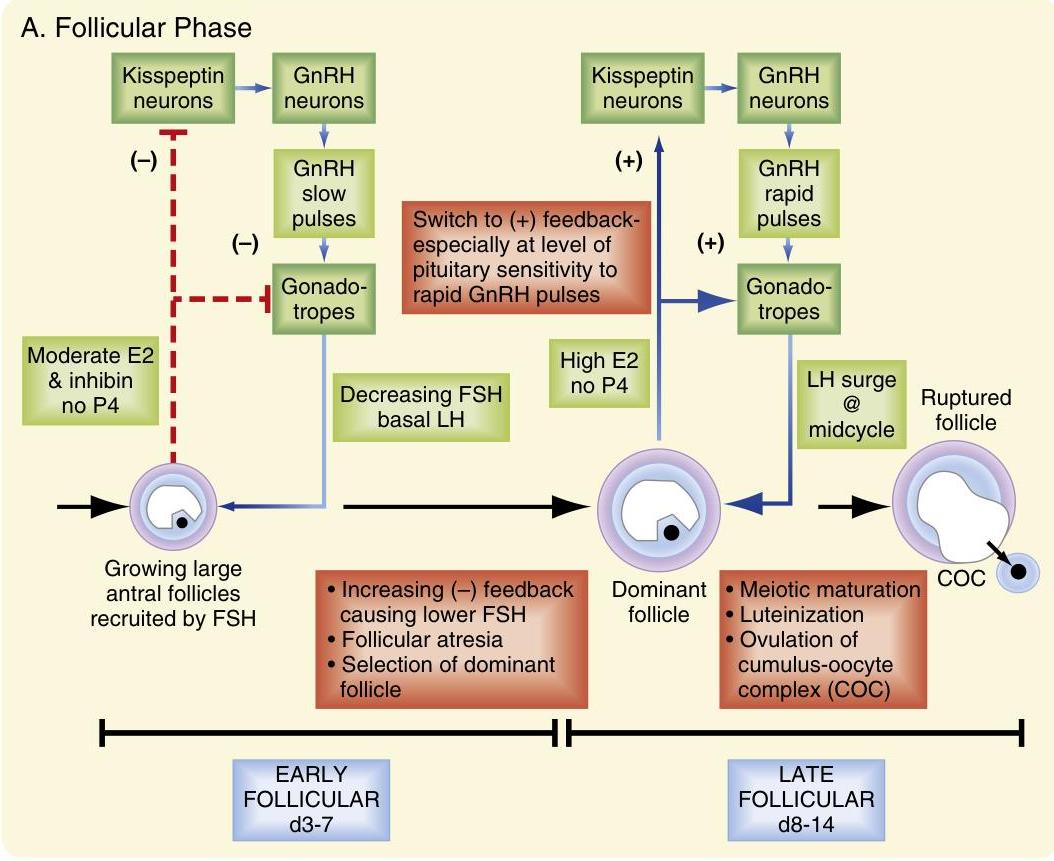 A. Follicular Phase
Kisspeptin
neurons
GnRH
neurons
(–)
GnRH
slow
pulses
(–)
Gonado-
tropes
Moderate E2
& inhibin
no P4
Decreasing FSH
basal LH
Growing large
antral follicles
recruited by FSH
• Increasing (–) feedback
causing lower FSH
• Follicular atresia
• Selection of dominant
follicle
Kisspeptin
neurons
GnRH
neurons
(+)
GnRH
rapid
pulses
Switch to (+) feedback-
especially at level of
pituitary sensitivity to
rapid GnRH pulses
(+)
Gonado-
tropes
High E2
no P4
LH surge
@
midcycle
Ruptured
follicle
Dominant
follicle
COC
• Meiotic maturation
• Luteinization
• Ovulation of
cumulus-oocyte
complex (COC)
EARLY
FOLLICULAR
d3-7
LATE
FOLLICULAR
d8-14